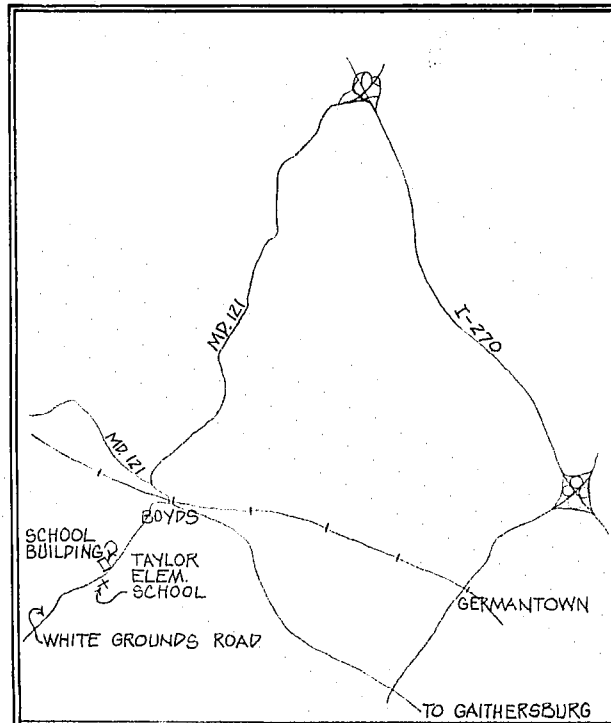 MD. 121
I-270
MD. 121
BOYDS
SCHOOL
BUILDING
TAYLOR
ELEM.
SCHOOL
GERMANTOWN
WHITE GROUNDS ROAD
TO GAITHERSBURG